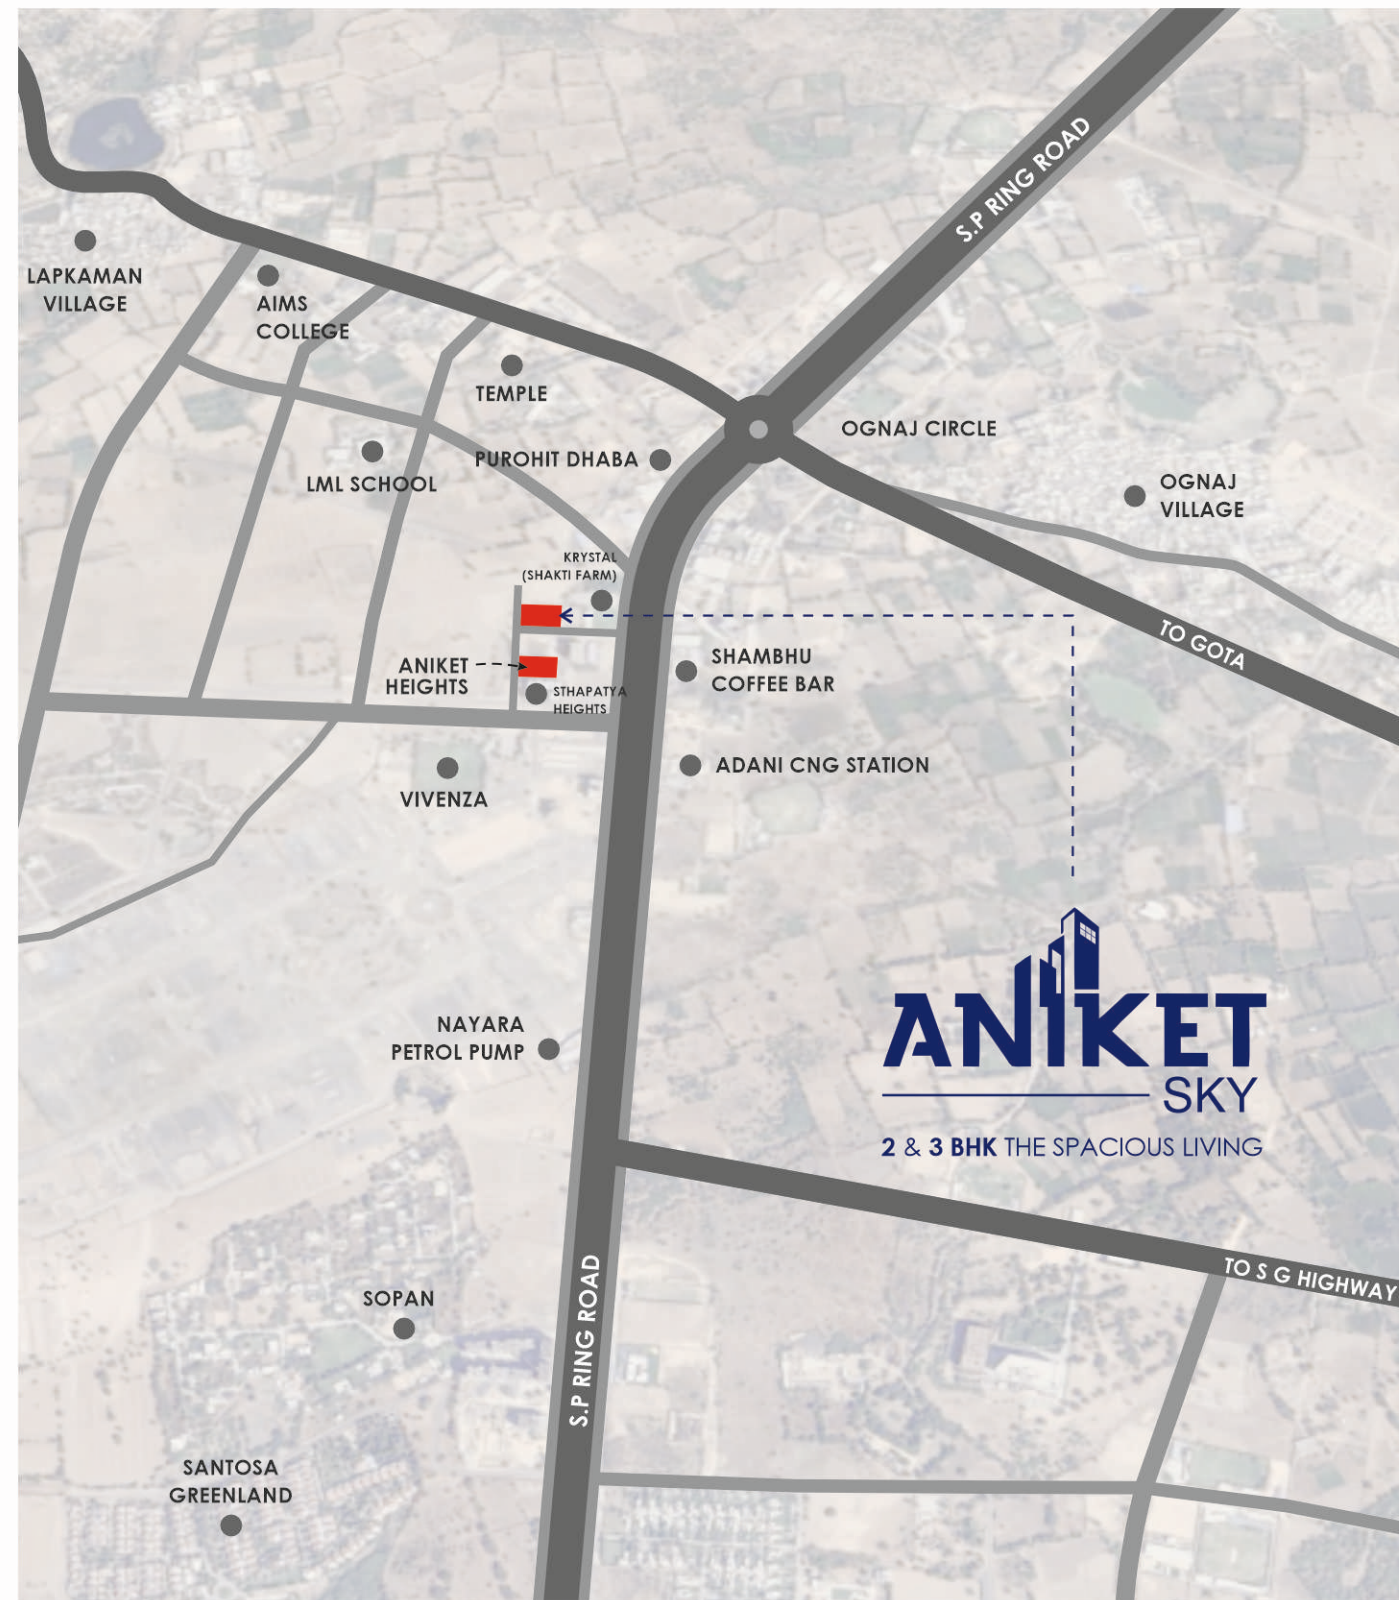 S.P RING ROAD
LAPKAMAN
VILLAGE
AIMS
COLLEGE
TEMPLE
OGNAJ CIRCLE
PUROHIT DHABA
LML SCHOOL
OGNAJ
VILLAGE
KRYSTAL
(SHAKTI FARM)
TO GOTA
ANIKET
HEIGHTS
SHAMBHU
COFFEE BAR
STHAPATYA
HEIGHTS
ADANI CNG STATION
VIVENZA
NAYARA
PETROL PUMP
ANIKET
SKY
2 & 3 BHK THE SPACIOUS LIVING
TO S G HIGHWAY
S.P RING ROAD
SOPAN
SANTOSA
GREENLAND